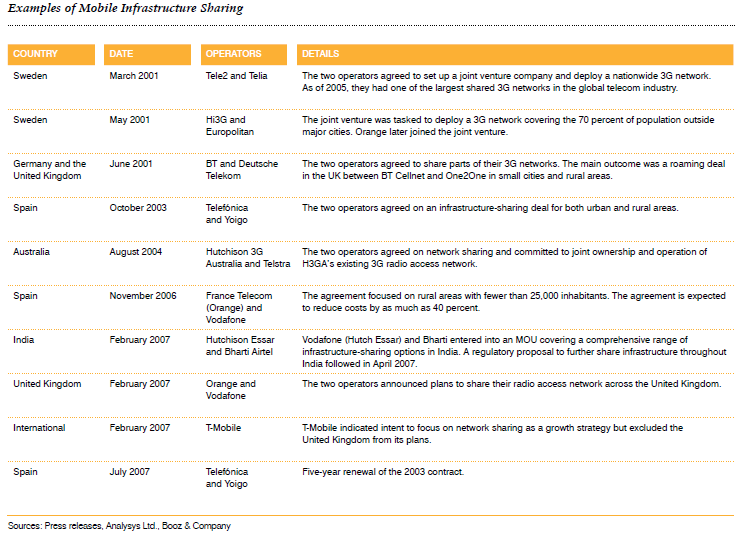 Examples of Mobile Infrastructure Sharing
COUNTRY DATE OPERATORS DETAILS
Sweden March 2001 Tele2 and Telia The two operators agreed to set up a joint venture company and deploy a nationwide 3G network.
As of 2005, they had one of the largest shared 3G networks in the global telecom industry.
Sweden May 2001 Hi3G and The joint venture was tasked to deploy a 3G network covering the 70 percent of population outside
Europolitan major cities. Orange later joined the joint venture.
Germany and the June 2001 BT and Deutsche The two operators agreed to share parts of their 3G networks. The main outcome was a roaming deal
United Kingdom Telekom in the UK between BT Cellnet and One2One in small cities and rural areas.
Spain October 2003 Telefónica The two operators agreed on an infrastructure-sharing deal for both urban and rural areas.
and Yoigo
Australia August 2004 Hutchison 3G The two operators agreed on network sharing and committed to joint ownership and operation of
Australia and Telstra H3GA's existing 3G radio access network.
Spain November 2006 France Telecom The agreement focused on rural areas with fewer than 25,000 inhabitants. The agreement is expected
(Orange) and to reduce costs by as much as 40 percent.
Vodafone
India February 2007 Hutchison Essar Vodafone (Hutch Essar) and Bharti entered into an MOU covering a comprehensive range of
and Bharti Airtel infrastructure-sharing options in India. A regulatory proposal to further share infrastructure throughout
India followed in April 2007.
United Kingdom February 2007 Orange and The two operators announced plans to share their radio access network across the United Kingdom.
Vodafone
International February 2007 T-Mobile T-Mobile indicated intent to focus on network sharing as a growth strategy but excluded the
United Kingdom from its plans.
Spain July 2007 Telefónica Five-year renewal of the 2003 contract.
and Yoigo
Sources: Press releases, Analysys Ltd., Booz & Company